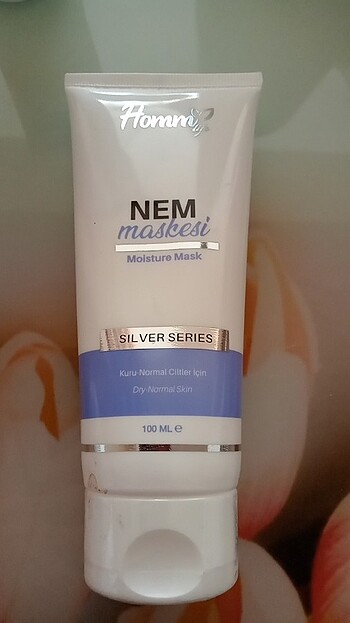 Homm
NEM
maskesi
Moisture Mask
SILVER SERIES
Kuru-Normal Ciltler İçin
Dry-Normal Skin
100 ML ℮